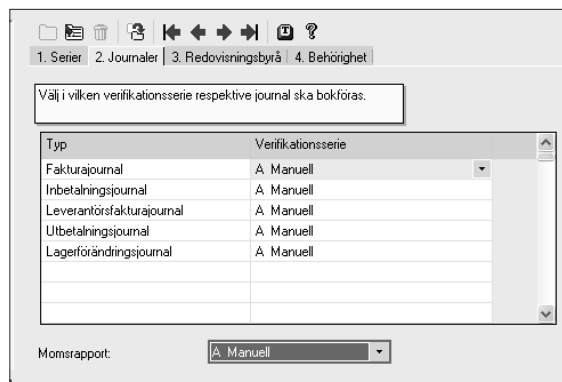 1. Serier 2. Journaler 3. Redovisningsbyrå 4. Behörighet
Välj i vilken verifikationsserie respektive journal ska bokföras.
Typ Verifikationsserie
Fakturajournal A Manuell
Inbetalningsjournal A Manuell
Leverantörsfakturajournal A Manuell
Utbetalningsjournal A Manuell
Lagerförändringsjournal A Manuell
Momsrapport: A Manuell